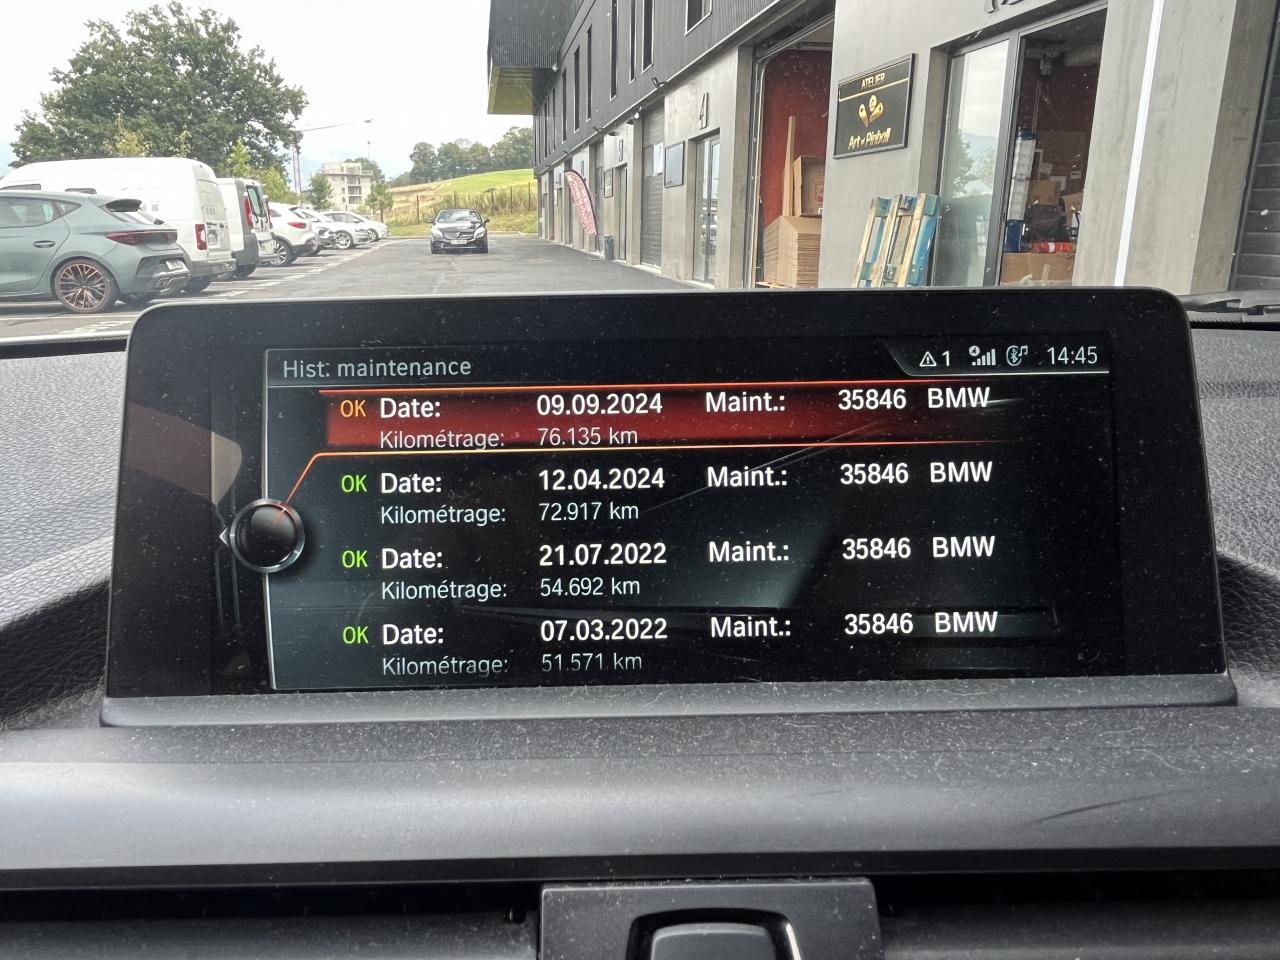 4
ATELIER
Art of Pinball
Hist: maintenance
1 14:45
OK Date: 09.09.2024 Maint.: 35846 BMW
Kilométrage: 76.135 km
OK Date: 12.04.2024 Maint.: 35846 BMW
Kilométrage: 72.917 km
OK Date: 21.07.2022 Maint.: 35846 BMW
Kilométrage: 54.692 km
OK Date: 07.03.2022 Maint.: 35846 BMW
Kilométrage: 51.571 km